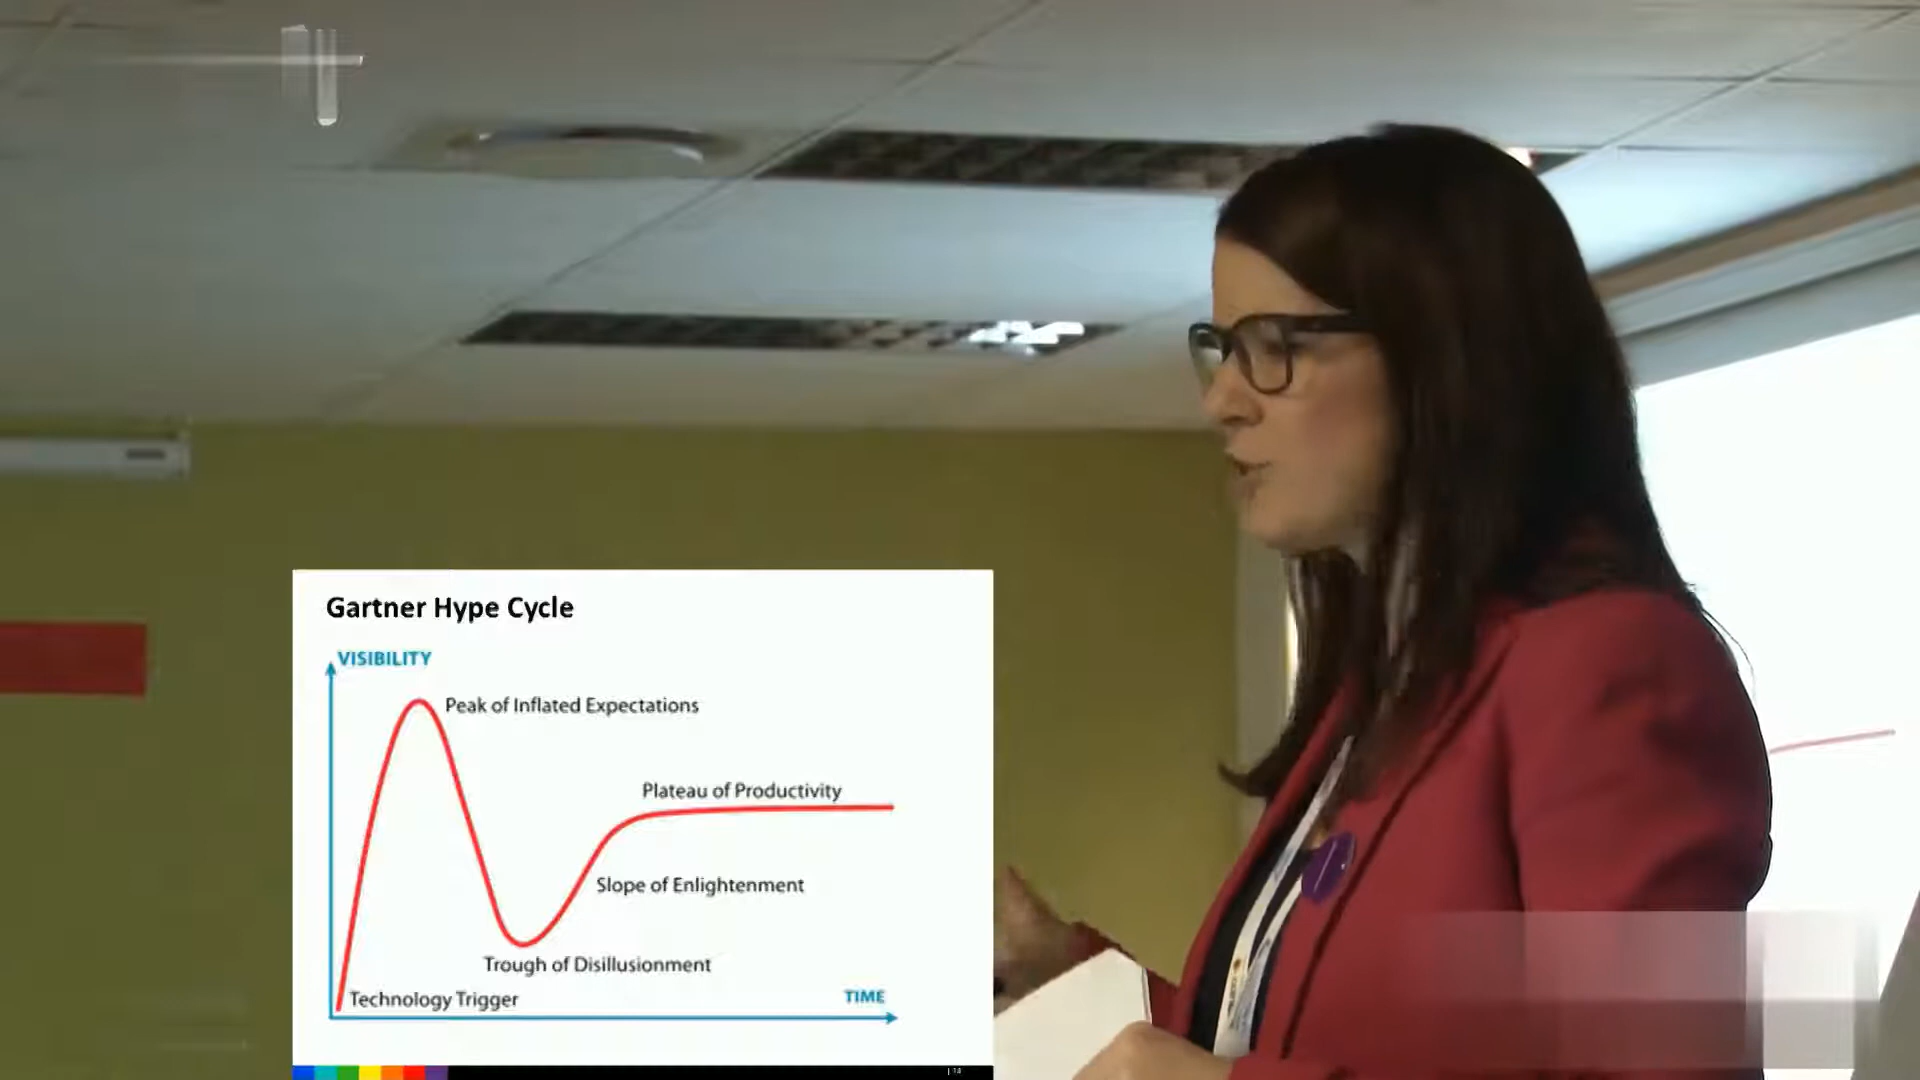 Gartner Hype Cycle
VISIBILITY
Peak of Inflated Expectations
Plateau of Productivity
Slope of Enlightenment
Trough of Disillusionment
Technology Trigger
TIME
14